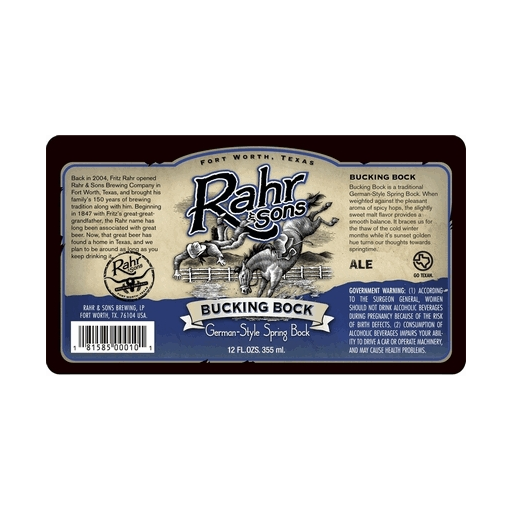 FORT WORTH, TEXAS
Rahr
& Sons
BUCKING BOCK
German-Style Spring Bock
12 FL.OZS. 355 ml.
Back in 2004, Fritz Rahr opened
Rahr & Sons Brewing Company in
Fort Worth, Texas, and brought his
family's 150 years of brewing
tradition along with him. Beginning
in 1847 with Fritz's great-great-
grandfather, the Rahr name has
long been associated with great
beer. Now, that great beer has
found a home in Texas, and we
plan to be around as long as you
keep drinking it.
Rahr
& Sons
RAHR & SONS BREWING, LP
FORT WORTH, TX, 76104 USA.
1 81585 00010 1
BUCKING BOCK
Bucking Bock is a traditional
German-Style Spring Bock. When
weighted against the pleasant
aroma of spicy hops, the slightly
sweet malt flavor provides a
smooth balance. It braces us for
the thaw of the cold winter
months while it's sunset golden
hue turns our thoughts towards
springtime.
ALE
GO TEXAN.
GOVERNMENT WARNING: (1) ACCORDING
TO THE SURGEON GENERAL, WOMEN
SHOULD NOT DRINK ALCOHOLIC BEVERAGES
DURING PREGNANCY BECAUSE OF THE RISK
OF BIRTH DEFECTS. (2) CONSUMPTION OF
ALCOHOLIC BEVERAGES IMPAIRS YOUR ABIL-
ITY TO DRIVE A CAR OR OPERATE MACHINERY,
AND MAY CAUSE HEALTH PROBLEMS.